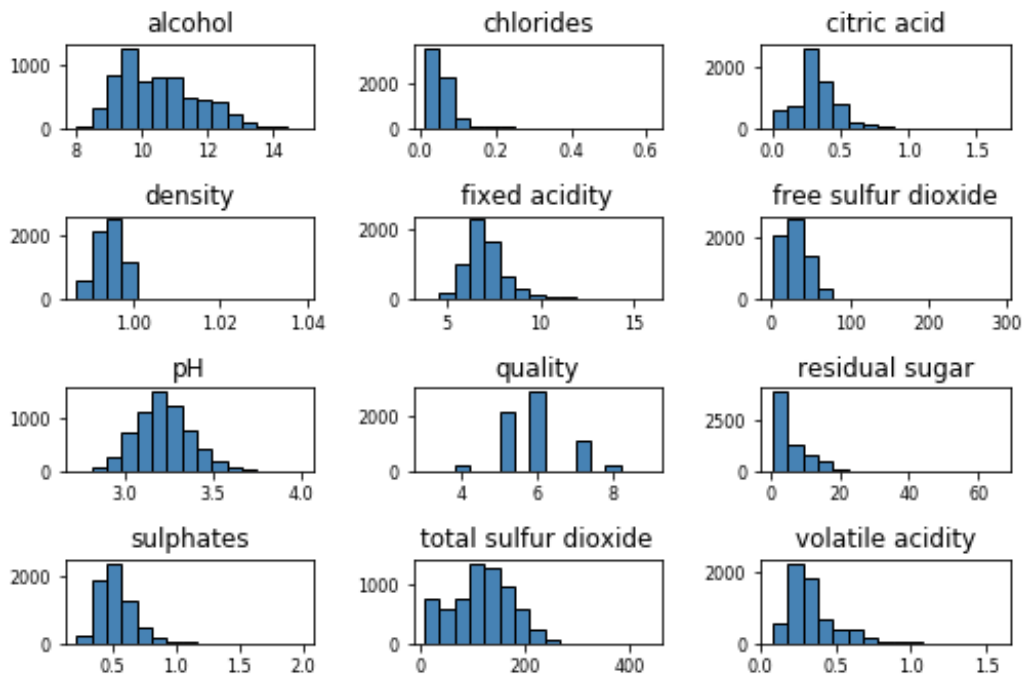 alcohol chlorides citric acid
1000
0
8 10 12 14
2000
0
0.0 0.2 0.4 0.6
2000
0
0.0 0.5 1.0 1.5
density fixed acidity free sulfur dioxide
2000
0
1.00 1.02 1.04
2000
0
5 10 15
2000
0
0 100 200 300
pH quality residual sugar
1000
0
3.0 3.5 4.0
2000
0
4 6 8
2500
0
0 20 40 60
sulphates total sulfur dioxide volatile acidity
2000
0
0.5 1.0 1.5 2.0
1000
0
0 200 400
2000
0
0.0 0.5 1.0 1.5